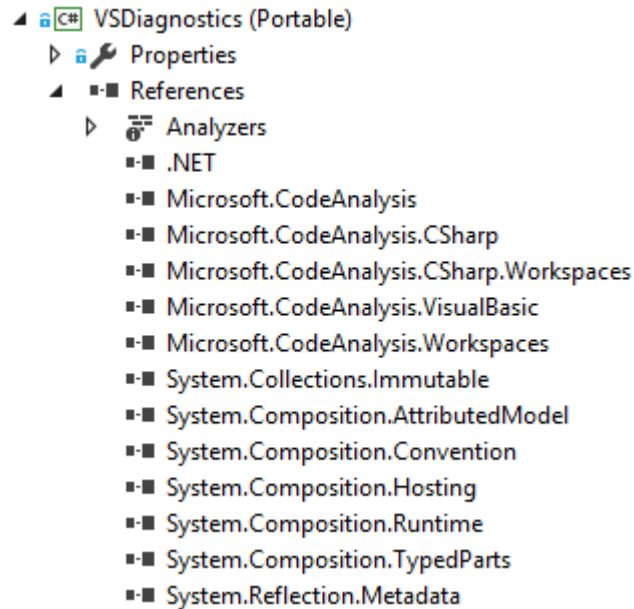 C# VSDiagnostics (Portable)
Properties
References
Analyzers
.NET
Microsoft.CodeAnalysis
Microsoft.CodeAnalysis.CSharp
Microsoft.CodeAnalysis.CSharp.Workspaces
Microsoft.CodeAnalysis.VisualBasic
Microsoft.CodeAnalysis.Workspaces
System.Collections.Immutable
System.Composition.AttributedModel
System.Composition.Convention
System.Composition.Hosting
System.Composition.Runtime
System.Composition.TypedParts
System.Reflection.Metadata